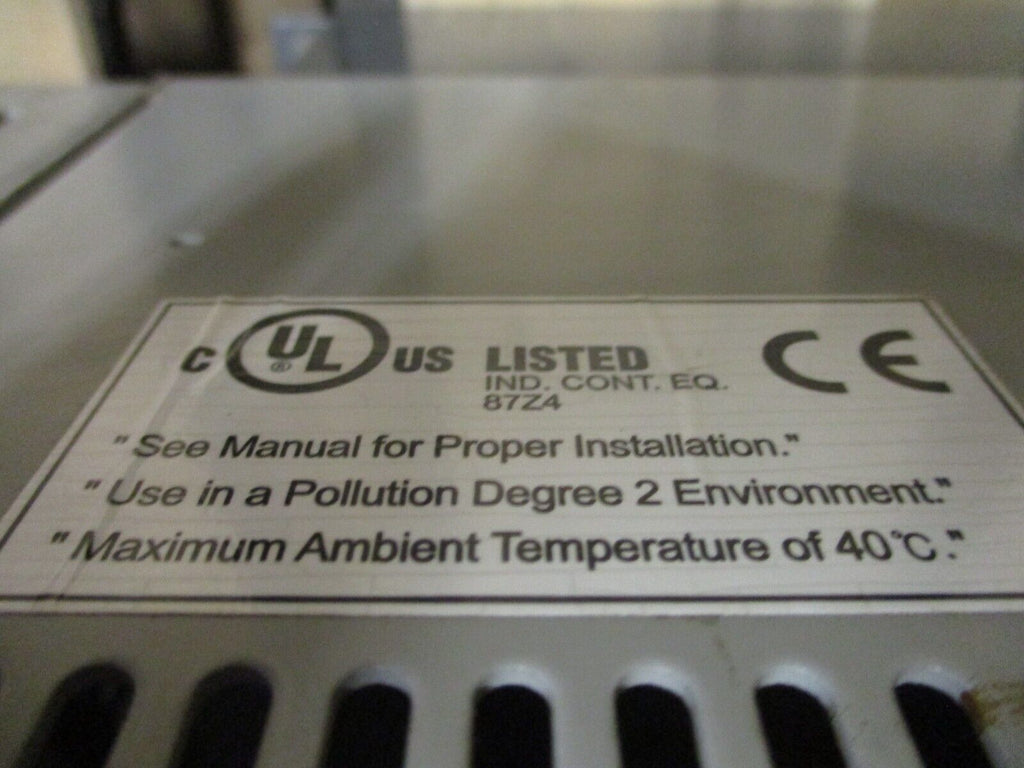 C UL ® US LISTED CE
IND. CONT. EQ.
87Z4
"See Manual for Proper Installation."
"Use in a Pollution Degree 2 Environment."
"Maximum Ambient Temperature of 40°C."